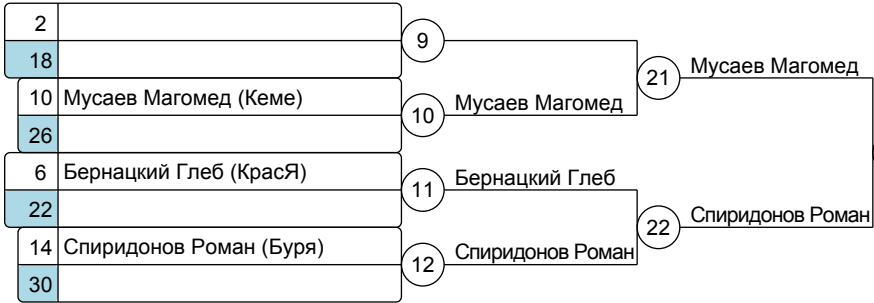 2
18
9
10 Мусаев Магомед (Кеме)
26
10
Мусаев Магомед
21
Мусаев Магомед
6 Бернацкий Глеб (КрасЯ)
22
11
Бернацкий Глеб
14 Спиридонов Роман (Буря)
30
12
Спиридонов Роман
22
Спиридонов Роман